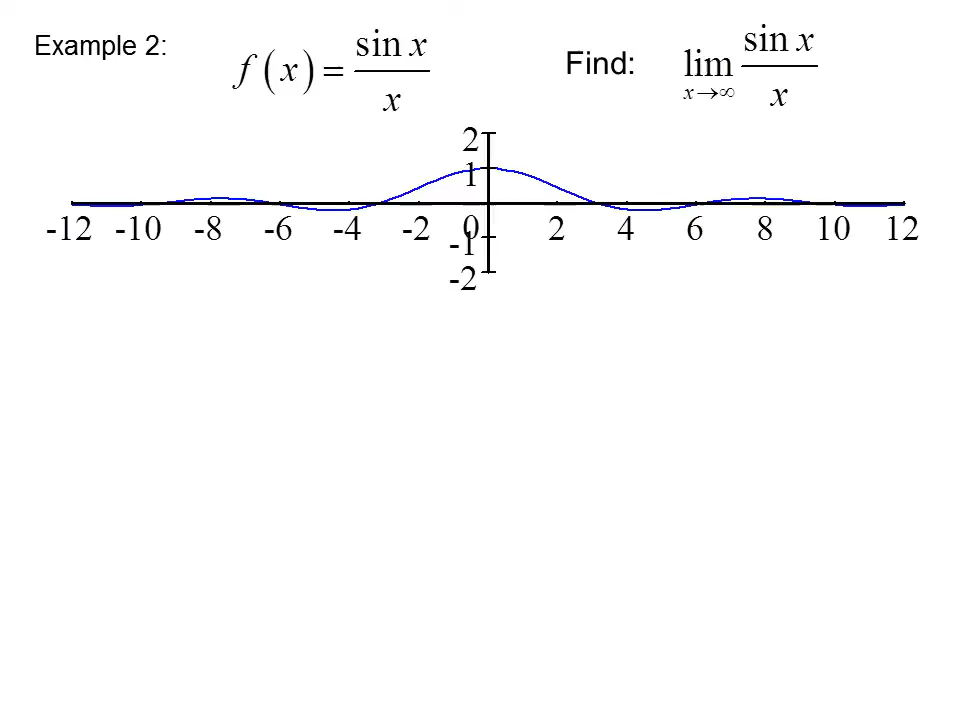 Example 2: f(x) = sin x / x Find: lim x→∞ sin x / x
2
1
-12 -10 -8 -6 -4 -2 0 2 4 6 8 10 12
-1
-2